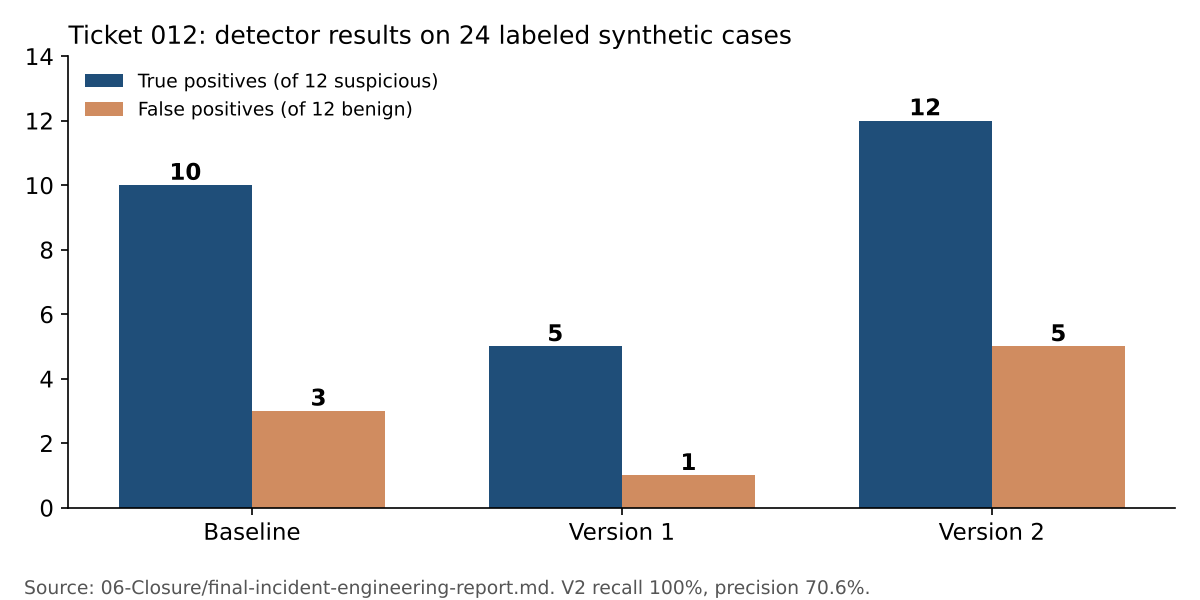 Ticket 012: detector results on 24 labeled synthetic cases
14
12
10
8
6
4
2
0
True positives (of 12 suspicious)
False positives (of 12 benign)
10
3
5
1
12
5
Baseline
Version 1
Version 2
Source: 06-Closure/final-incident-engineering-report.md. V2 recall 100%, precision 70.6%.